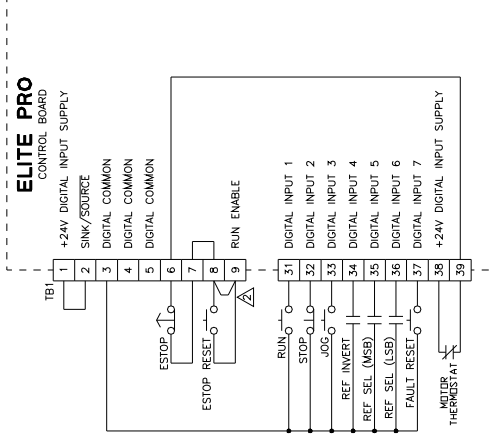 ELITE PRO
CONTROL BOARD
TB1
1 +24V DIGITAL INPUT SUPPLY
2 SINK/SOURCE
3 DIGITAL COMMON
4 DIGITAL COMMON
5 DIGITAL COMMON
6
7
8
9 RUN ENABLE
ESTOP
ESTOP RESET
2
31 DIGITAL INPUT 1
32 DIGITAL INPUT 2
33 DIGITAL INPUT 3
34 DIGITAL INPUT 4
35 DIGITAL INPUT 5
36 DIGITAL INPUT 6
37 DIGITAL INPUT 7
38 +24V DIGITAL INPUT SUPPLY
39
RUN
STOP
JOG
REF INVERT
REF SEL (MSB)
REF SEL (LSB)
FAULT RESET
MOTOR
THERMOSTAT